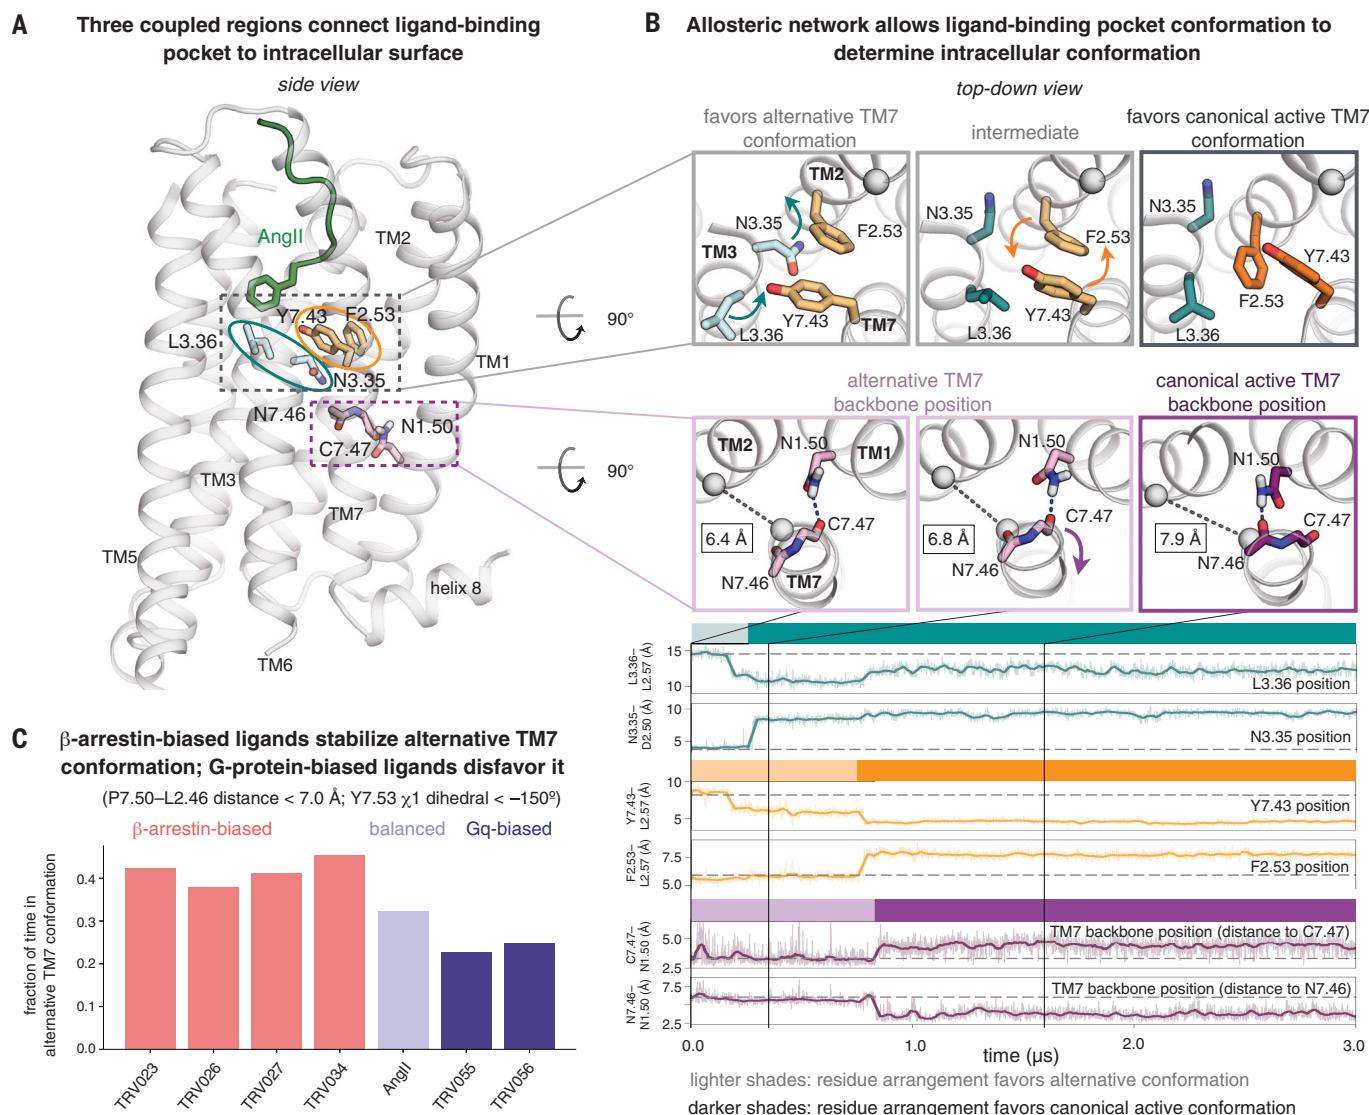 A
Three coupled regions connect ligand-binding
pocket to intracellular surface
side view
AngII
TM2
Y7.43
F2.53
L3.36
N3.35
TM1
N7.46
N1.50
C7.47
TM3
TM7
TM5
helix 8
TM6
90°
90°
B
Allosteric network allows ligand-binding pocket conformation to
determine intracellular conformation
top-down view
favors alternative TM7
conformation
intermediate
favors canonical active TM7
conformation
TM2
N3.35
F2.53
TM3
Y7.43
L3.36
TM7
N3.35
F2.53
Y7.43
L3.36
N3.35
Y7.43
F2.53
L3.36
alternative TM7
backbone position
canonical active TM7
backbone position
TM2
N1.50
TM1
C7.47
6.4 Å
N7.46
TM7
N1.50
C7.47
6.8 Å
N7.46
N1.50
C7.47
7.9 Å
N7.46
L3.36–
L2.57 (Å)
15
10
L3.36 position
N3.35–
D2.50 (Å)
10
5
N3.35 position
Y7.43–
L2.57 (Å)
10
5
Y7.43 position
F2.53–
L2.57 (Å)
7.5
5.0
F2.53 position
C7.47–
N1.50 (Å)
5.0
2.5
TM7 backbone position (distance to C7.47)
N7.46–
N1.50 (Å)
7.5
2.5
TM7 backbone position (distance to N7.46)
0.0 1.0 2.0 3.0
time (µs)
lighter shades: residue arrangement favors alternative conformation
darker shades: residue arrangement favors canonical active conformation
C
β-arrestin-biased ligands stabilize alternative TM7
conformation; G-protein-biased ligands disfavor it
(P7.50–L2.46 distance < 7.0 Å; Y7.53 χ1 dihedral < –150º)
β-arrestin-biased balanced Gq-biased
fraction of time in
alternative TM7 conformation
0.4
0.3
0.2
0.1
0.0
TRV023
TRV026
TRV027
TRV034
AngII
TRV055
TRV056